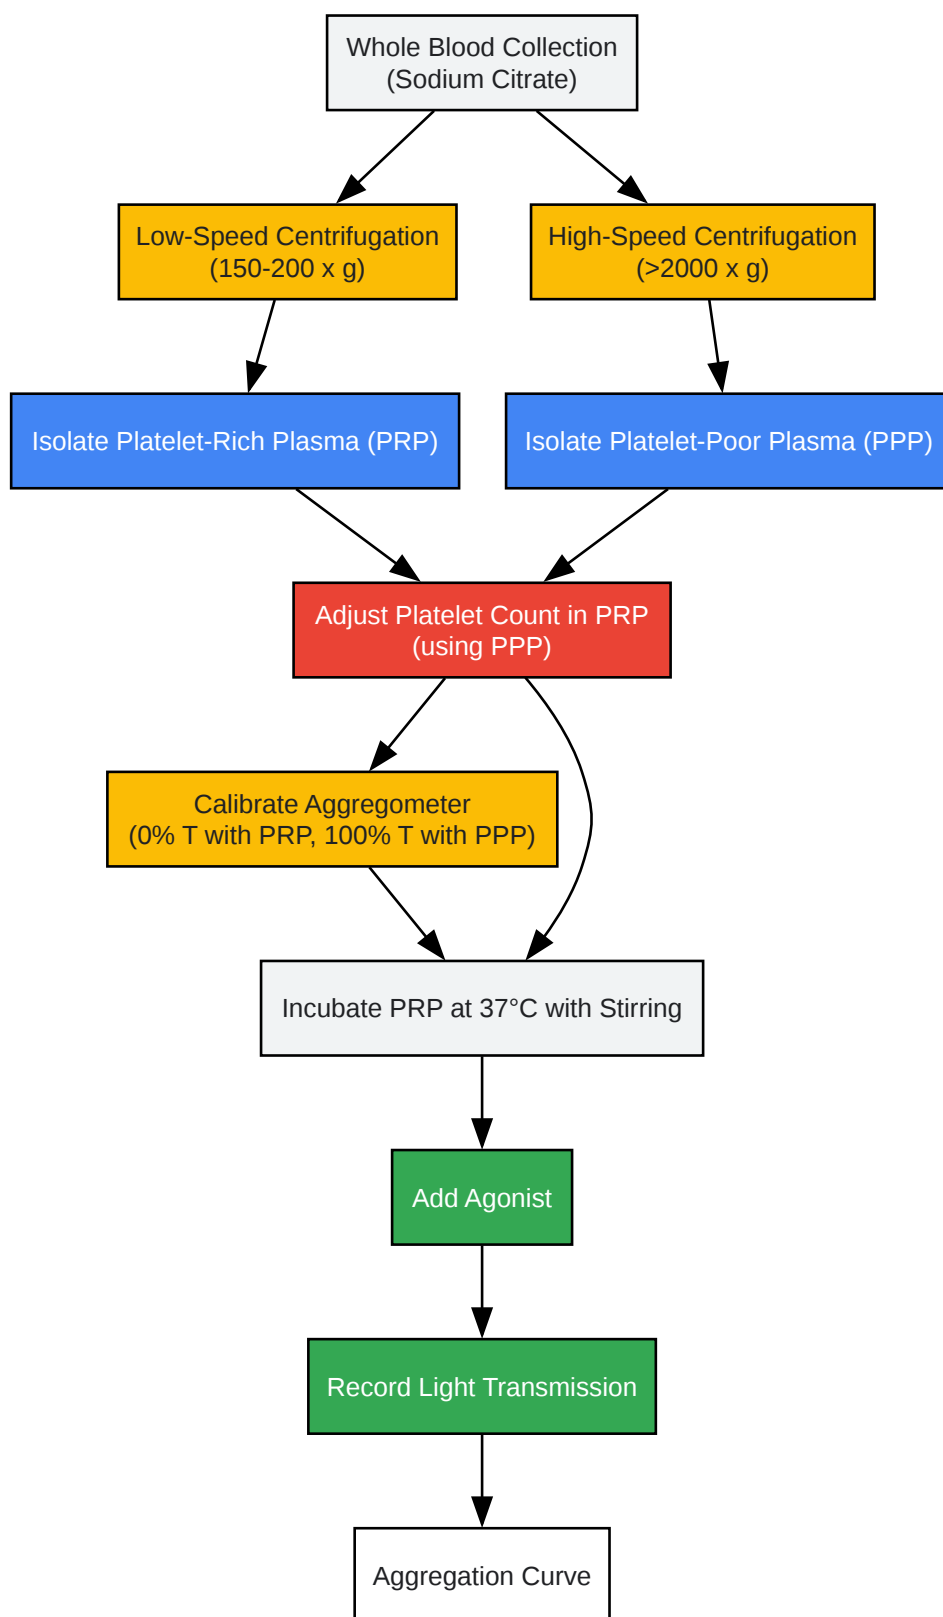 Whole Blood Collection
(Sodium Citrate)
Low-Speed Centrifugation
(150-200 x g)
High-Speed Centrifugation
(>2000 x g)
Isolate Platelet-Rich Plasma (PRP)
Isolate Platelet-Poor Plasma (PPP)
Adjust Platelet Count in PRP
(using PPP)
Calibrate Aggregometer
(0% T with PRP, 100% T with PPP)
Incubate PRP at 37°C with Stirring
Add Agonist
Record Light Transmission
Aggregation Curve